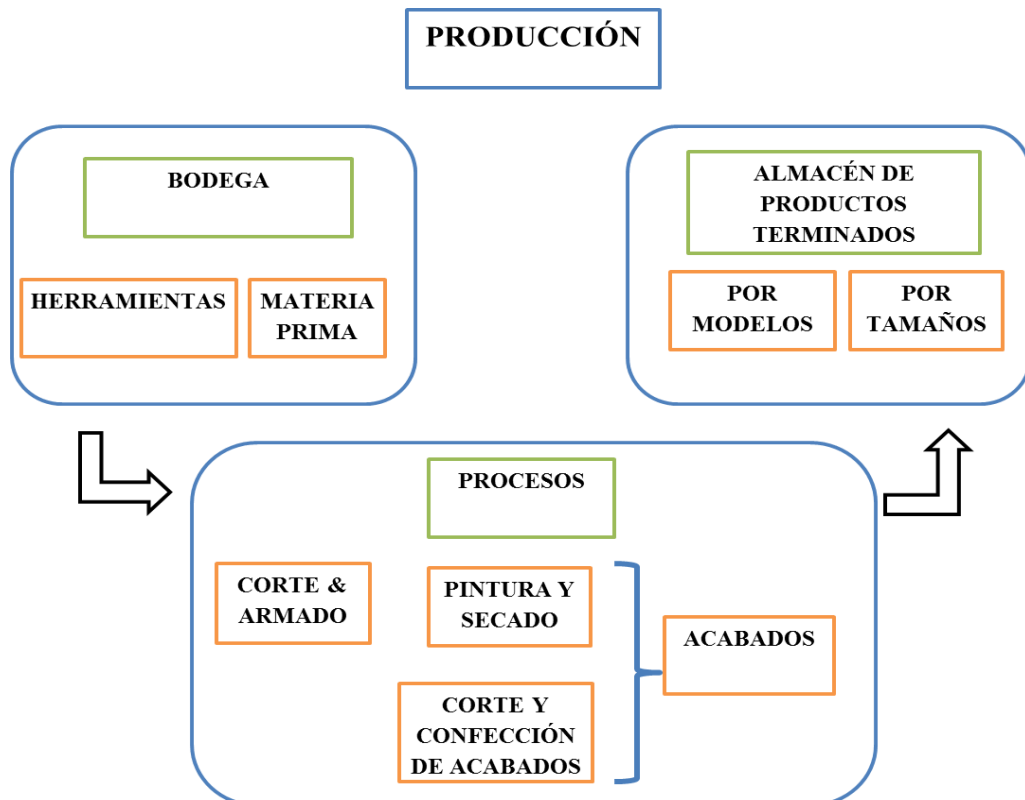 PRODUCCIÓN
BODEGA
HERRAMIENTAS
MATERIA
PRIMA
ALMACÉN DE
PRODUCTOS
TERMINADOS
POR
MODELOS
POR
TAMAÑOS
PROCESOS
CORTE &
ARMADO
PINTURA Y
SECADO
CORTE Y
CONFECCIÓN
DE ACABADOS
ACABADOS